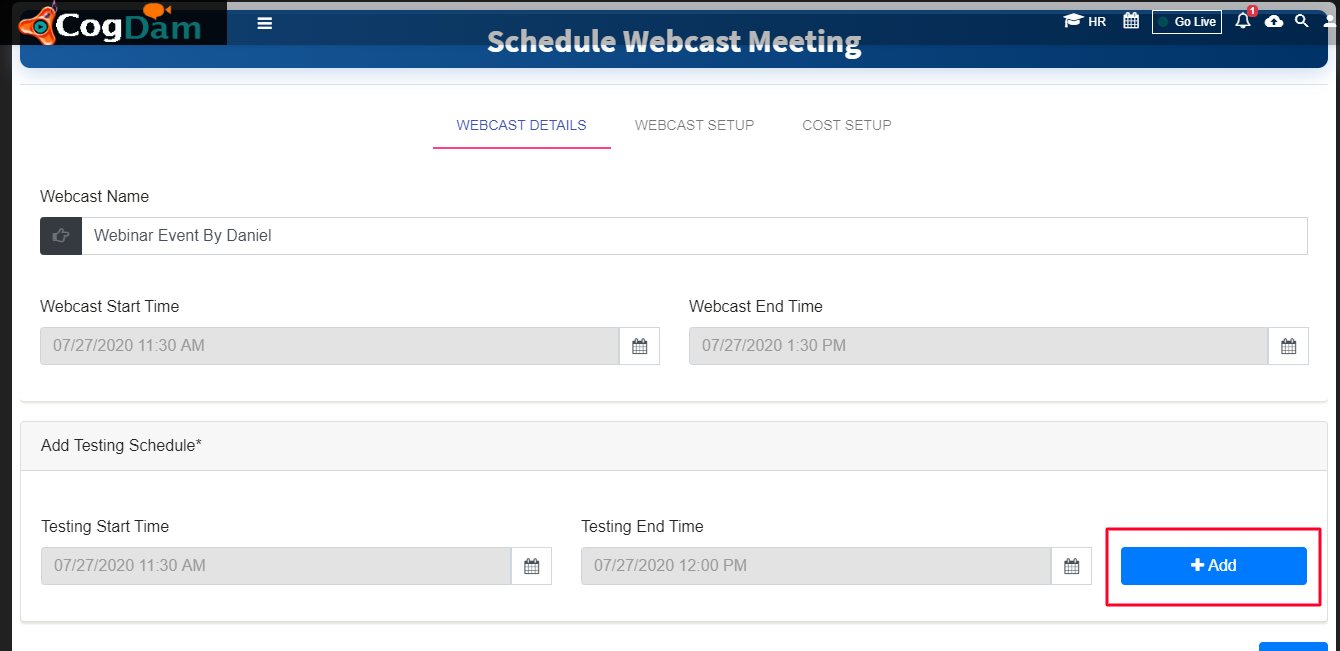 CogDam
HR
Go Live
1
Schedule Webcast Meeting
WEBCAST DETAILS
WEBCAST SETUP
COST SETUP
Webcast Name
Webinar Event By Daniel
Webcast Start Time
Webcast End Time
07/27/2020 11:30 AM
07/27/2020 1:30 PM
Add Testing Schedule*
Testing Start Time
Testing End Time
07/27/2020 11:30 AM
07/27/2020 12:00 PM
+ Add